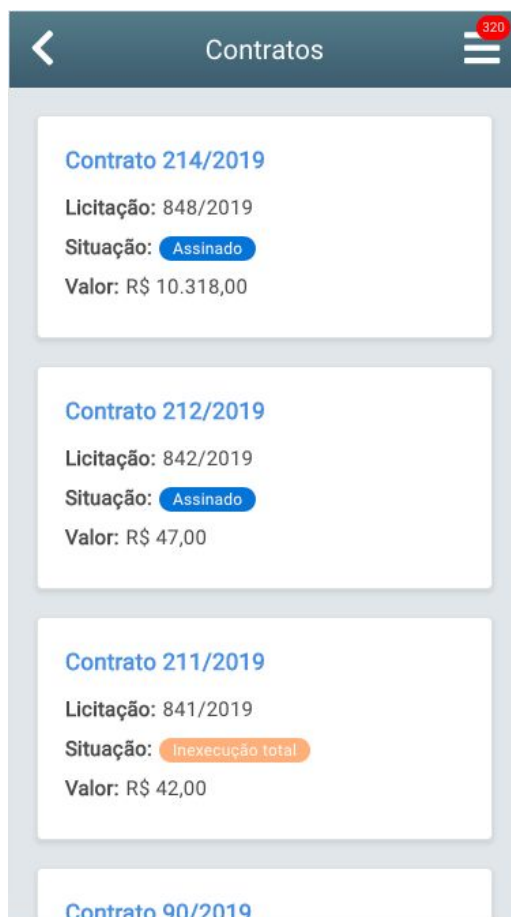 320
Contratos
Contrato 214/2019
Licitação: 848/2019
Situação: Assinado
Valor: R$ 10.318,00
Contrato 212/2019
Licitação: 842/2019
Situação: Assinado
Valor: R$ 47,00
Contrato 211/2019
Licitação: 841/2019
Situação: Inexecução total
Valor: R$ 42,00
Contrato 90/2019